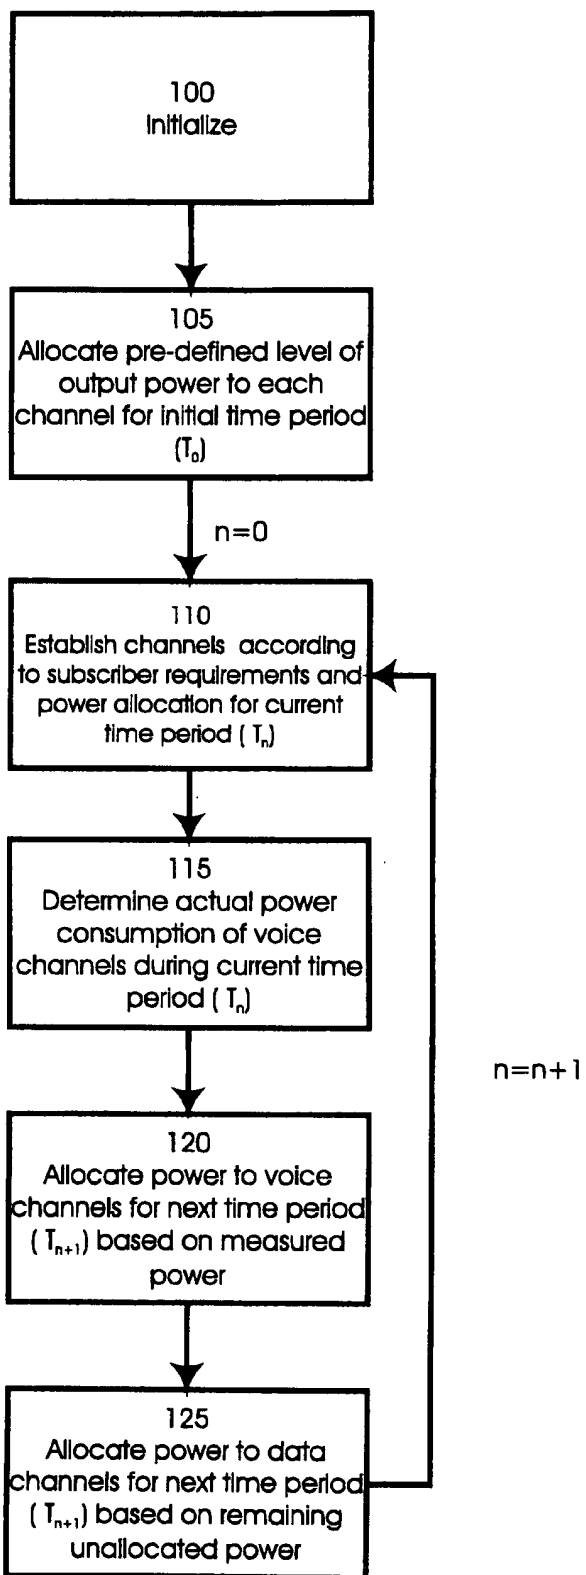 100
Initialize
105
Allocate pre-defined level of
output power to each
channel for initial time period
(T₀)
n=0
110
Establish channels according
to subscriber requirements and
power allocation for current
time period ( Tₙ)
115
Determine actual power
consumption of voice
channels during current time
period ( Tₙ)
n=n+1
120
Allocate power to voice
channels for next time period
( Tₙ₊₁) based on measured
power
125
Allocate power to data
channels for next time period
( Tₙ₊₁) based on remaining
unallocated power